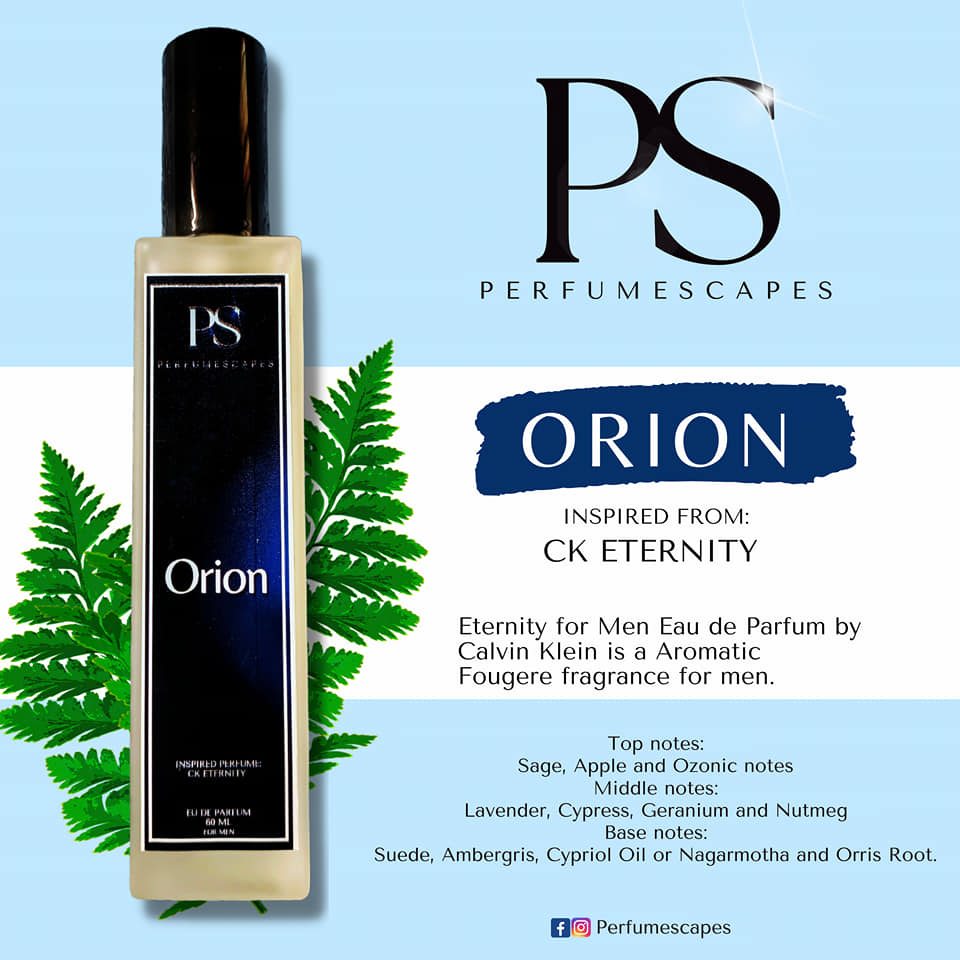 PS
PERFUMESCAPES
PS
PERFUMESCAPES
Orion
INSPIRED PERFUME:
CK ETERNITY
EU DE PARFUM
60 ML
FOR MEN
ORION
INSPIRED FROM:
CK ETERNITY
Eternity for Men Eau de Parfum by
Calvin Klein is a Aromatic
Fougere fragrance for men.
Top notes:
Sage, Apple and Ozonic notes
Middle notes:
Lavender, Cypress, Geranium and Nutmeg
Base notes:
Suede, Ambergris, Cypriol Oil or Nagarmotha and Orris Root.
Perfumescapes